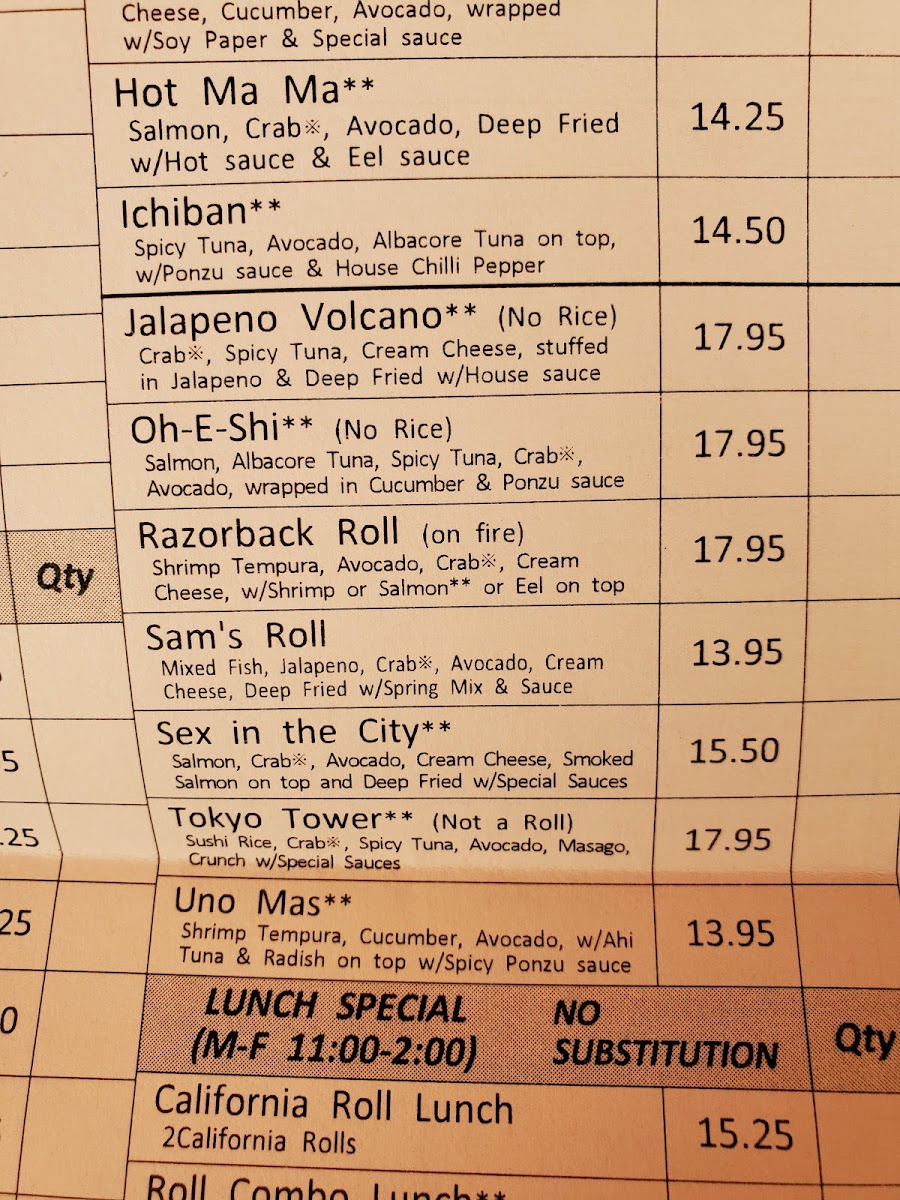 Cheese, Cucumber, Avocado, wrapped
w/Soy Paper & Special sauce
Hot Ma Ma**
Salmon, Crab※, Avocado, Deep Fried
w/Hot sauce & Eel sauce
14.25
Ichiban**
Spicy Tuna, Avocado, Albacore Tuna on top,
w/Ponzu sauce & House Chilli Pepper
14.50
Jalapeno Volcano** (No Rice)
Crab※, Spicy Tuna, Cream Cheese, stuffed
in Jalapeno & Deep Fried w/House sauce
17.95
Oh-E-Shi** (No Rice)
Salmon, Albacore Tuna, Spicy Tuna, Crab※,
Avocado, wrapped in Cucumber & Ponzu sauce
17.95
Razorback Roll (on fire)
Shrimp Tempura, Avocado, Crab※, Cream
Cheese, w/Shrimp or Salmon** or Eel on top
17.95
Qty
Sam's Roll
Mixed Fish, Jalapeno, Crab※, Avocado, Cream
Cheese, Deep Fried w/Spring Mix & Sauce
13.95
Sex in the City**
Salmon, Crab※, Avocado, Cream Cheese, Smoked
Salmon on top and Deep Fried w/Special Sauces
15.50
5
Tokyo Tower** (Not a Roll)
Sushi Rice, Crab※, Spicy Tuna, Avocado, Masago,
Crunch w/Special Sauces
17.95
.25
Uno Mas**
Shrimp Tempura, Cucumber, Avocado, w/Ahi
Tuna & Radish on top w/Spicy Ponzu sauce
13.95
25
LUNCH SPECIAL NO
(M-F 11:00-2:00) SUBSTITUTION
Qty
0
California Roll Lunch
2California Rolls
15.25
Roll Combo Lunch**